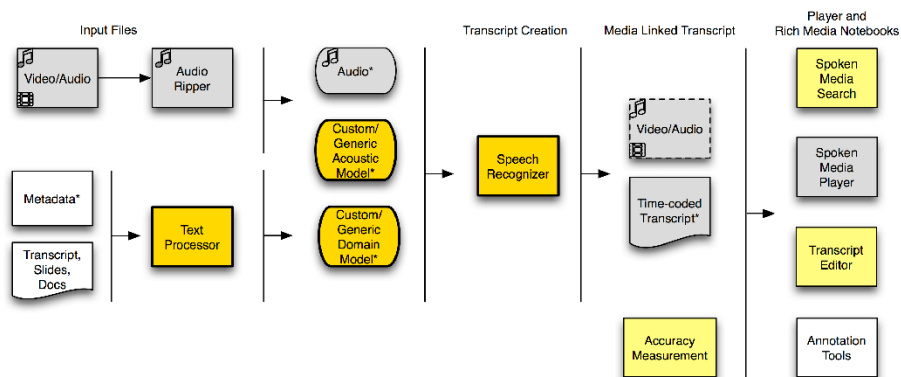 Input Files
Transcript Creation
Media Linked Transcript
Player and
Rich Media Notebooks
Video/Audio
Audio
Ripper
Audio*
Custom/
Generic
Acoustic
Model*
Metadata*
Transcript,
Slides,
Docs
Text
Processor
Custom/
Generic
Domain
Model*
Speech
Recognizer
Video/Audio
Time-coded
Transcript*
Accuracy
Measurement
Spoken
Media
Search
Spoken
Media
Player
Transcript
Editor
Annotation
Tools